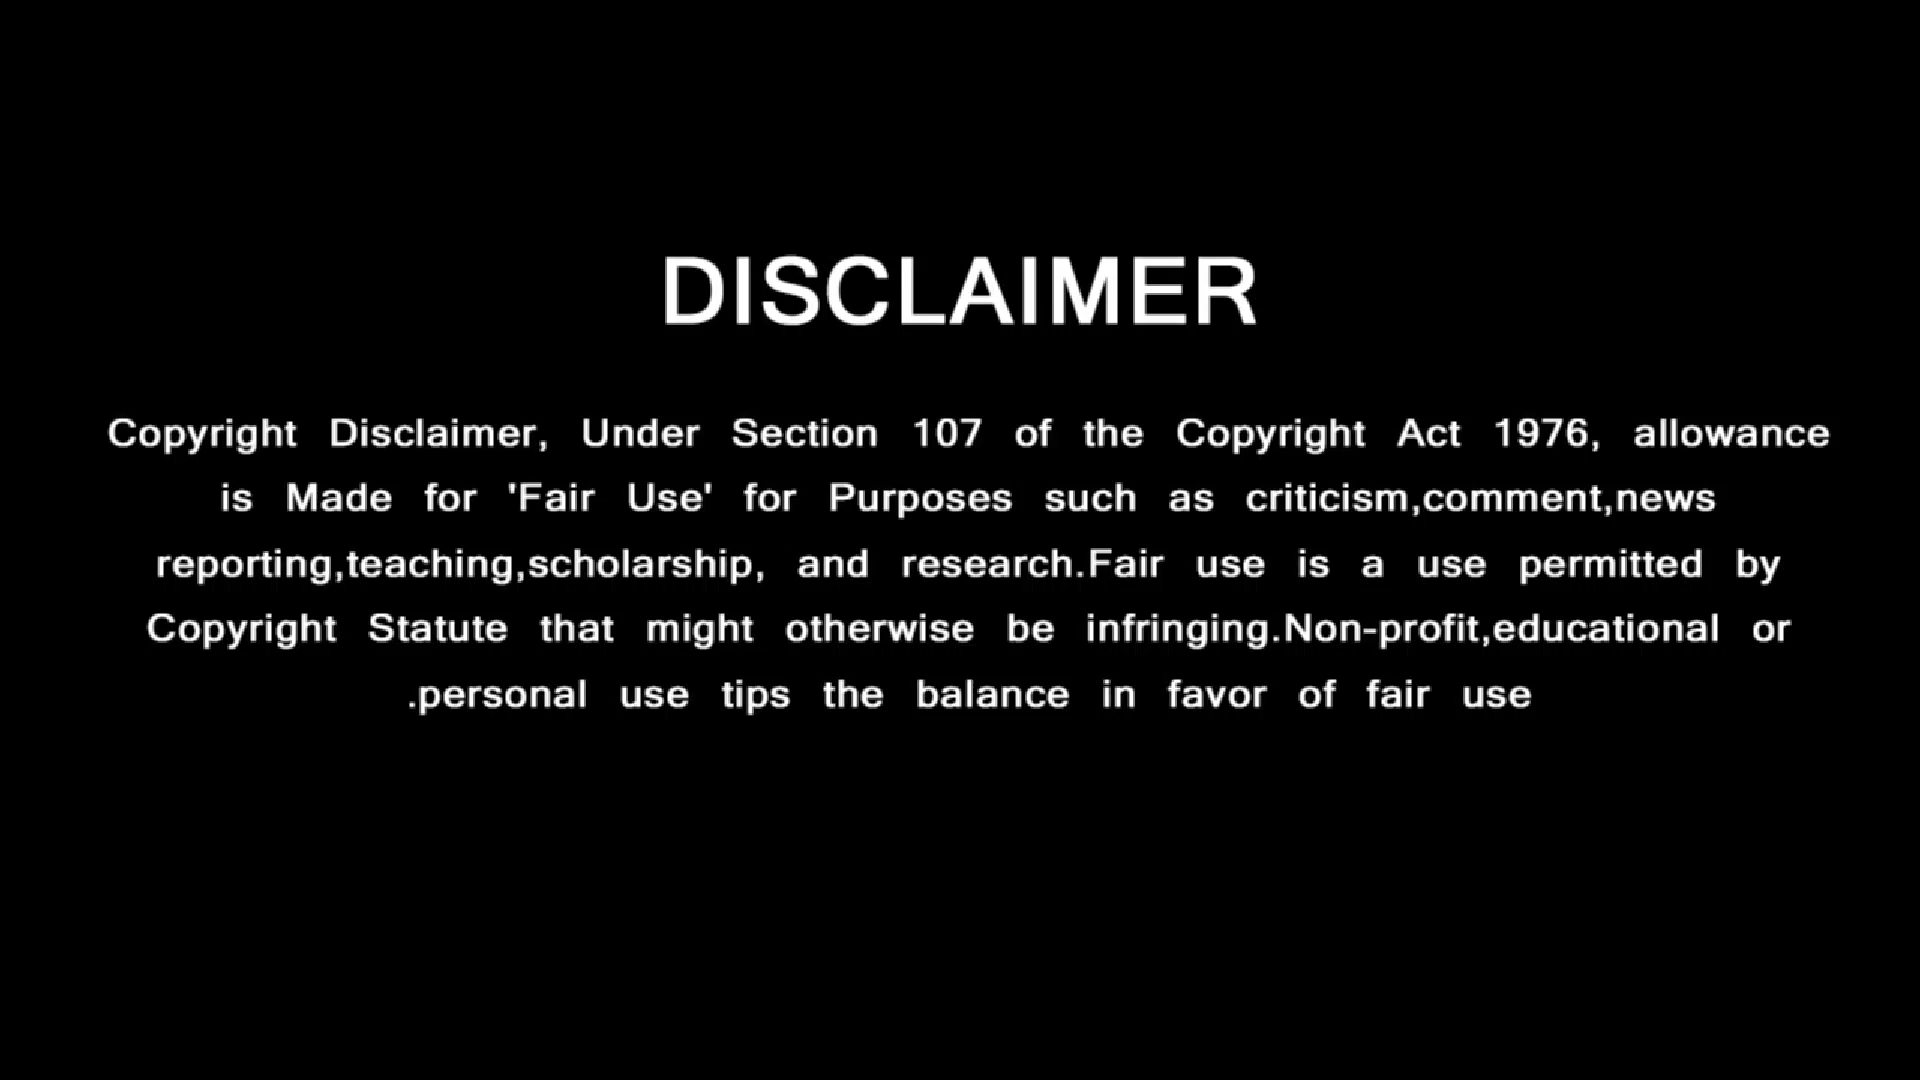 DISCLAIMER
Copyright Disclaimer, Under Section 107 of the Copyright Act 1976, allowance
is Made for 'Fair Use' for Purposes such as criticism,comment,news
reporting,teaching,scholarship, and research.Fair use is a use permitted by
Copyright Statute that might otherwise be infringing.Non-profit,educational or
.personal use tips the balance in favor of fair use